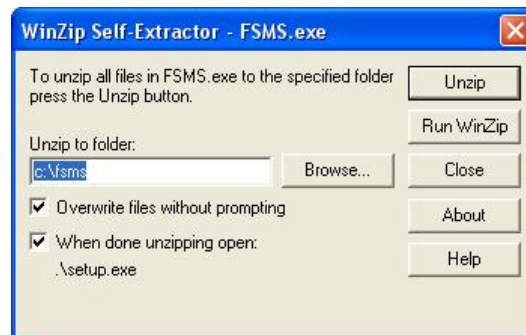 WinZip Self-Extractor - FSMS.exe
To unzip all files in FSMS.exe to the specified folder
press the Unzip button.
Unzip to folder:
c:\fsms
Browse...
Overwrite files without prompting
When done unzipping open:
.\setup.exe
Unzip
Run WinZip
Close
About
Help